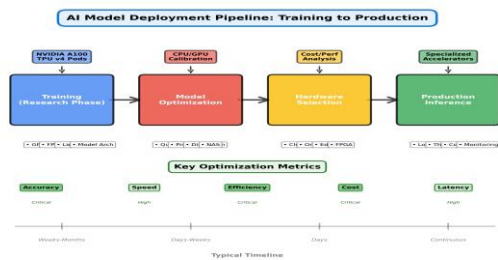 AI Model Deployment Pipeline: Training to Production
NVIDIA A100
TPU v4 Pods
CPU/GPU
Calibration
Cost/Perf
Analysis
Specialized
Accelerators
Training
(Research Phase)
Model
Optimization
Hardware
Selection
Production
Inference
• Model Arch
• NAS
• FPGA
• Monitoring
Key Optimization Metrics
Accuracy
Speed
Efficiency
Cost
Latency
Critical
High
Critical
Critical
High
Weeks-Months
Days-Weeks
Days
Continuous
Typical Timeline